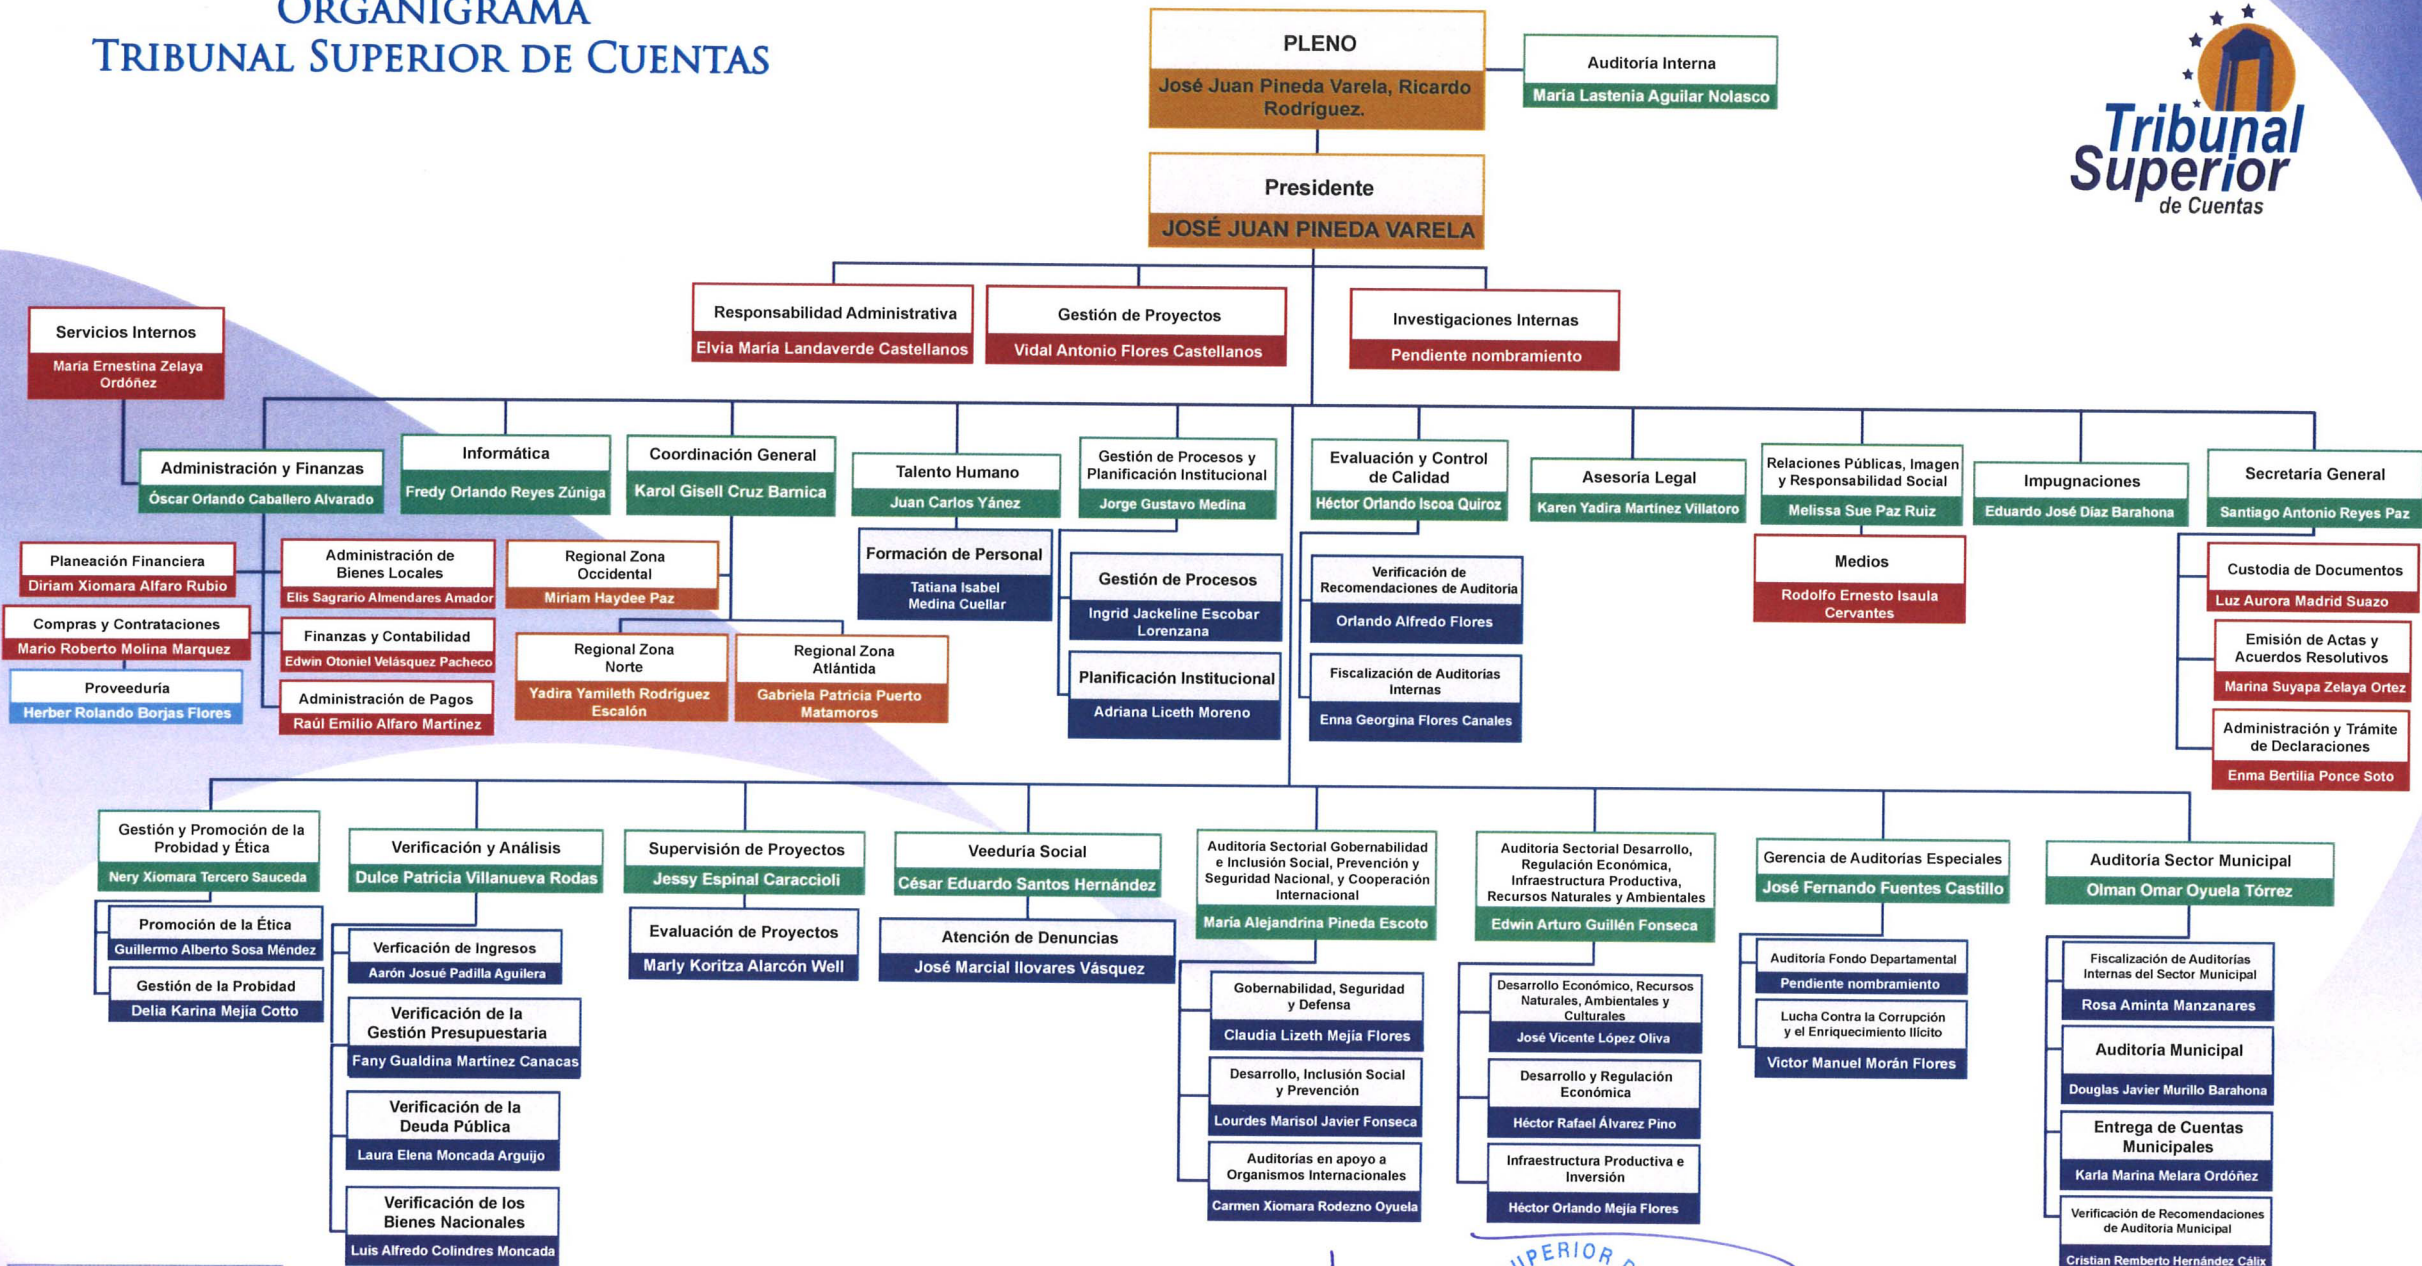 ORGANIGRAMA
TRIBUNAL SUPERIOR DE CUENTAS
PLENO
José Juan Pineda Varela, Ricardo
Rodríguez.
Auditoría Interna
María Lastenia Aguilar Nolasco
Tribunal
Superior
de Cuentas
Presidente
JOSÉ JUAN PINEDA VARELA
Responsabilidad Administrativa
Elvia María Landaverde Castellanos
Gestión de Proyectos
Vidal Antonio Flores Castellanos
Investigaciones Internas
Pendiente nombramiento
Servicios Internos
María Ernestina Zelaya
Ordóñez
Administración y Finanzas
Óscar Orlando Caballero Alvarado
Informática
Fredy Orlando Reyes Zúniga
Coordinación General
Karol Gisell Cruz Barnica
Talento Humano
Juan Carlos Yánez
Gestión de Procesos y
Planificación Institucional
Jorge Gustavo Medina
Evaluación y Control
de Calidad
Héctor Orlando Iscoa Quiroz
Asesoría Legal
Karen Yadira Martínez Villatoro
Relaciones Públicas, Imagen
y Responsabilidad Social
Melissa Sue Paz Ruiz
Impugnaciones
Eduardo José Díaz Barahona
Secretaria General
Santiago Antonio Reyes Paz
Planeación Financiera
Diriam Xiomara Alfaro Rubio
Compras y Contrataciones
Mario Roberto Molina Marquez
Proveeduría
Herber Rolando Borjas Flores
Administración de
Bienes Locales
Elis Sagrario Almendares Amador
Finanzas y Contabilidad
Edwin Otoniel Velásquez Pacheco
Administración de Pagos
Raúl Emilio Alfaro Martínez
Regional Zona
Occidental
Miriam Haydee Paz
Regional Zona
Norte
Yadira Yamileth Rodríguez
Escalón
Regional Zona
Atlántida
Gabriela Patricia Puerto
Matamoros
Formación de Personal
Tatiana Isabel
Medina Cuellar
Gestión de Procesos
Ingrid Jackeline Escobar
Lorenzana
Planificación Institucional
Adriana Liceth Moreno
Verificación de
Recomendaciones de Auditoría
Orlando Alfredo Flores
Fiscalización de Auditorías
Internas
Enna Georgina Flores Canales
Medios
Rodolfo Ernesto Isaula
Cervantes
Custodia de Documentos
Luz Aurora Madrid Suazo
Emisión de Actas y
Acuerdos Resolutivos
Marina Suyapa Zelaya Ortez
Administración y Trámite
de Declaraciones
Enma Bertilia Ponce Soto
Gestión y Promoción de la
Probidad y Ética
Nery Xiomara Tercero Sauceda
Promoción de la Ética
Guillermo Alberto Sosa Méndez
Gestión de la Probidad
Delia Karina Mejía Cotto
Verificación y Análisis
Dulce Patricia Villanueva Rodas
Verficación de Ingresos
Aarón Josué Padilla Aguilera
Verificación de la
Gestión Presupuestaria
Fany Gualdina Martínez Canacas
Verificación de la
Deuda Pública
Laura Elena Moncada Arguijo
Verificación de los
Bienes Nacionales
Luis Alfredo Colindres Moncada
Supervisión de Proyectos
Jessy Espinal Caraccioli
Evaluación de Proyectos
Marly Koritza Alarcón Well
Veeduría Social
César Eduardo Santos Hernández
Atención de Denuncias
José Marcial Ilovares Vásquez
Auditoría Sectorial Gobernabilidad
e Inclusión Social, Prevención y
Seguridad Nacional, y Cooperación
Internacional
María Alejandrina Pineda Escoto
Gobernabilidad, Seguridad
y Defensa
Claudia Lizeth Mejía Flores
Desarrollo, Inclusión Social
y Prevención
Lourdes Marisol Javier Fonseca
Auditorías en apoyo a
Organismos Internacionales
Carmen Xiomara Rodezno Oyuela
Auditoría Sectorial Desarrollo,
Regulación Económica,
Infraestructura Productiva,
Recursos Naturales y Ambientales
Edwin Arturo Guillén Fonseca
Desarrollo Económico, Recursos
Naturales, Ambientales y
Culturales
José Vicente López Oliva
Desarrollo y Regulación
Económica
Héctor Rafael Álvarez Pino
Infraestructura Productiva e
Inversión
Héctor Orlando Mejía Flores
Gerencia de Auditorías Especiales
José Fernando Fuentes Castillo
Auditoría Fondo Departamental
Pendiente nombramiento
Lucha Contra la Corrupción
y el Enriquecimiento Ilícito
Victor Manuel Morán Flores
Auditoría Sector Municipal
Olman Omar Oyuela Tórrez
Fiscalización de Auditorías
Internas del Sector Municipal
Rosa Aminta Manzanares
Auditoría Municipal
Douglas Javier Murillo Barahona
Entrega de Cuentas
Municipales
Karla Marina Melara Ordóñez
Verificación de Recomendaciones
de Auditoría Municipal
Cristian Remberto Hernández Cálix
SUPERIOR